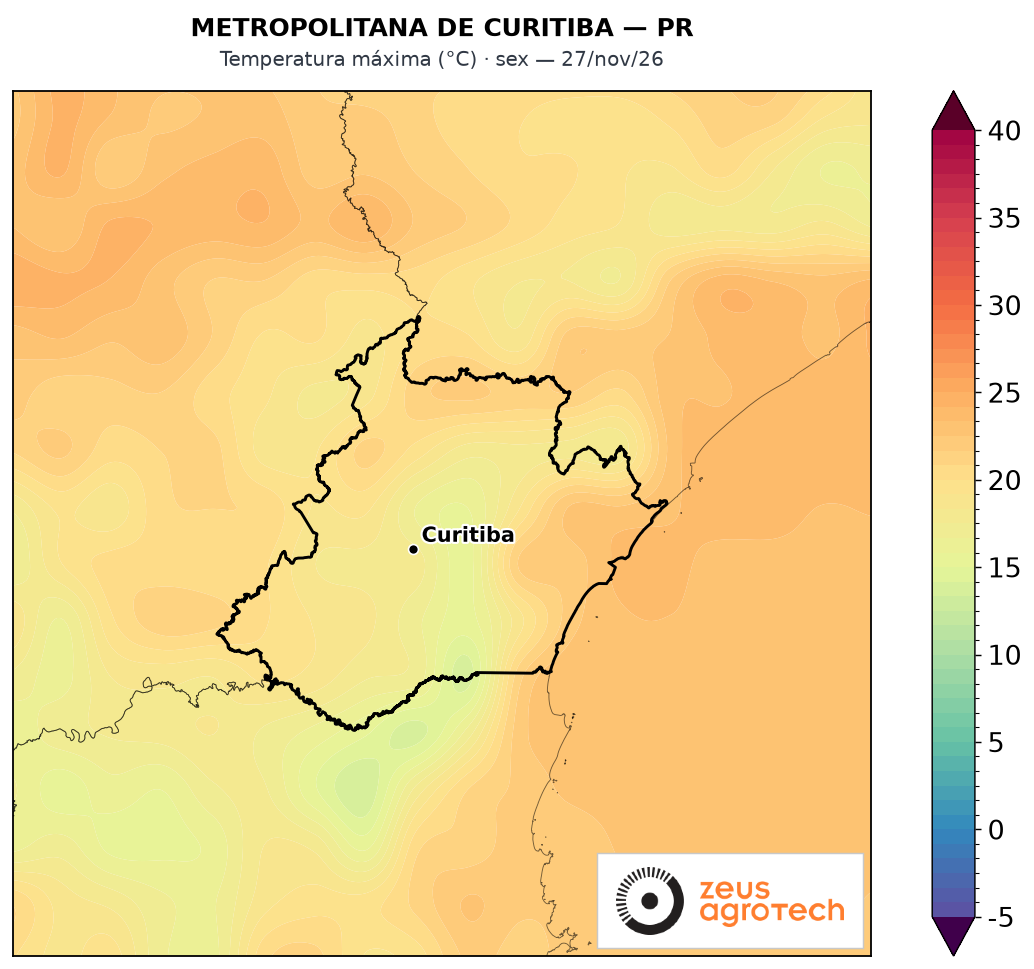 METROPOLITANA DE CURITIBA — PR
Temperatura máxima (°C) · sex — 27/nov/26
40
35
30
25
20
15
10
5
0
-5
Curitiba
zeus
agrotech